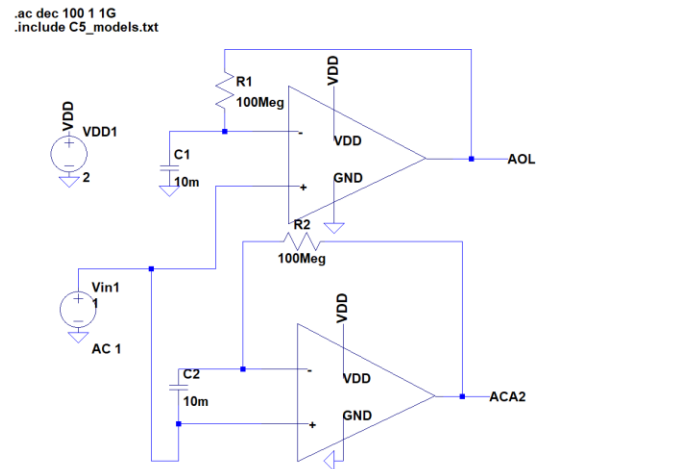 .ac dec 100 1 1G
.include C5_models.txt
VDD
R1
100Meg
VDD
VDD1
-
VDD
C1
AOL
2
10m
GND
+
R2
100Meg
Vin1
1
VDD
AC 1
C2
-
VDD
10m
ACA2
GND
+